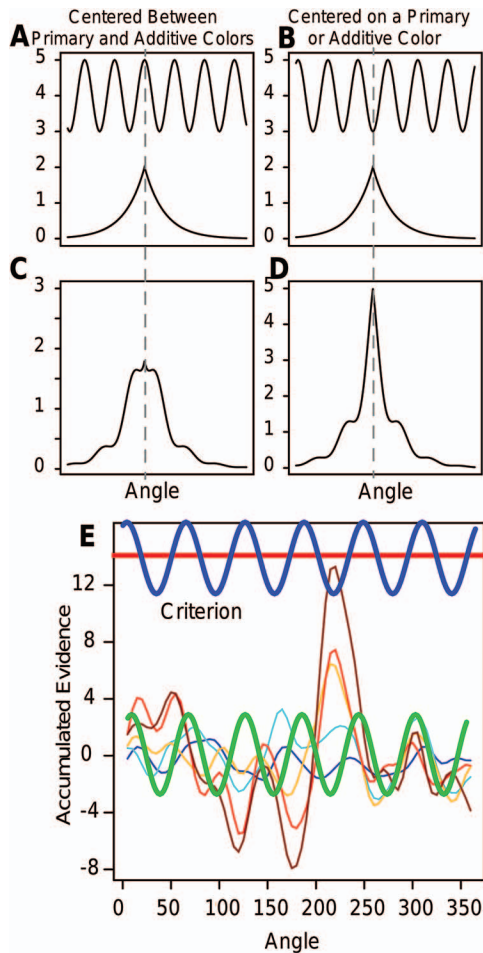 Centered Between
Primary and Additive Colors
Centered on a Primary
or Additive Color
A
5
4
3
2
1
0
B
5
4
3
2
1
0
C
3
2
1
0
Angle
D
5
4
3
2
1
0
Angle
E
Criterion
Accumulated Evidence
12
8
4
0
-4
-8
0 50 100 150 200 250 300 350
Angle